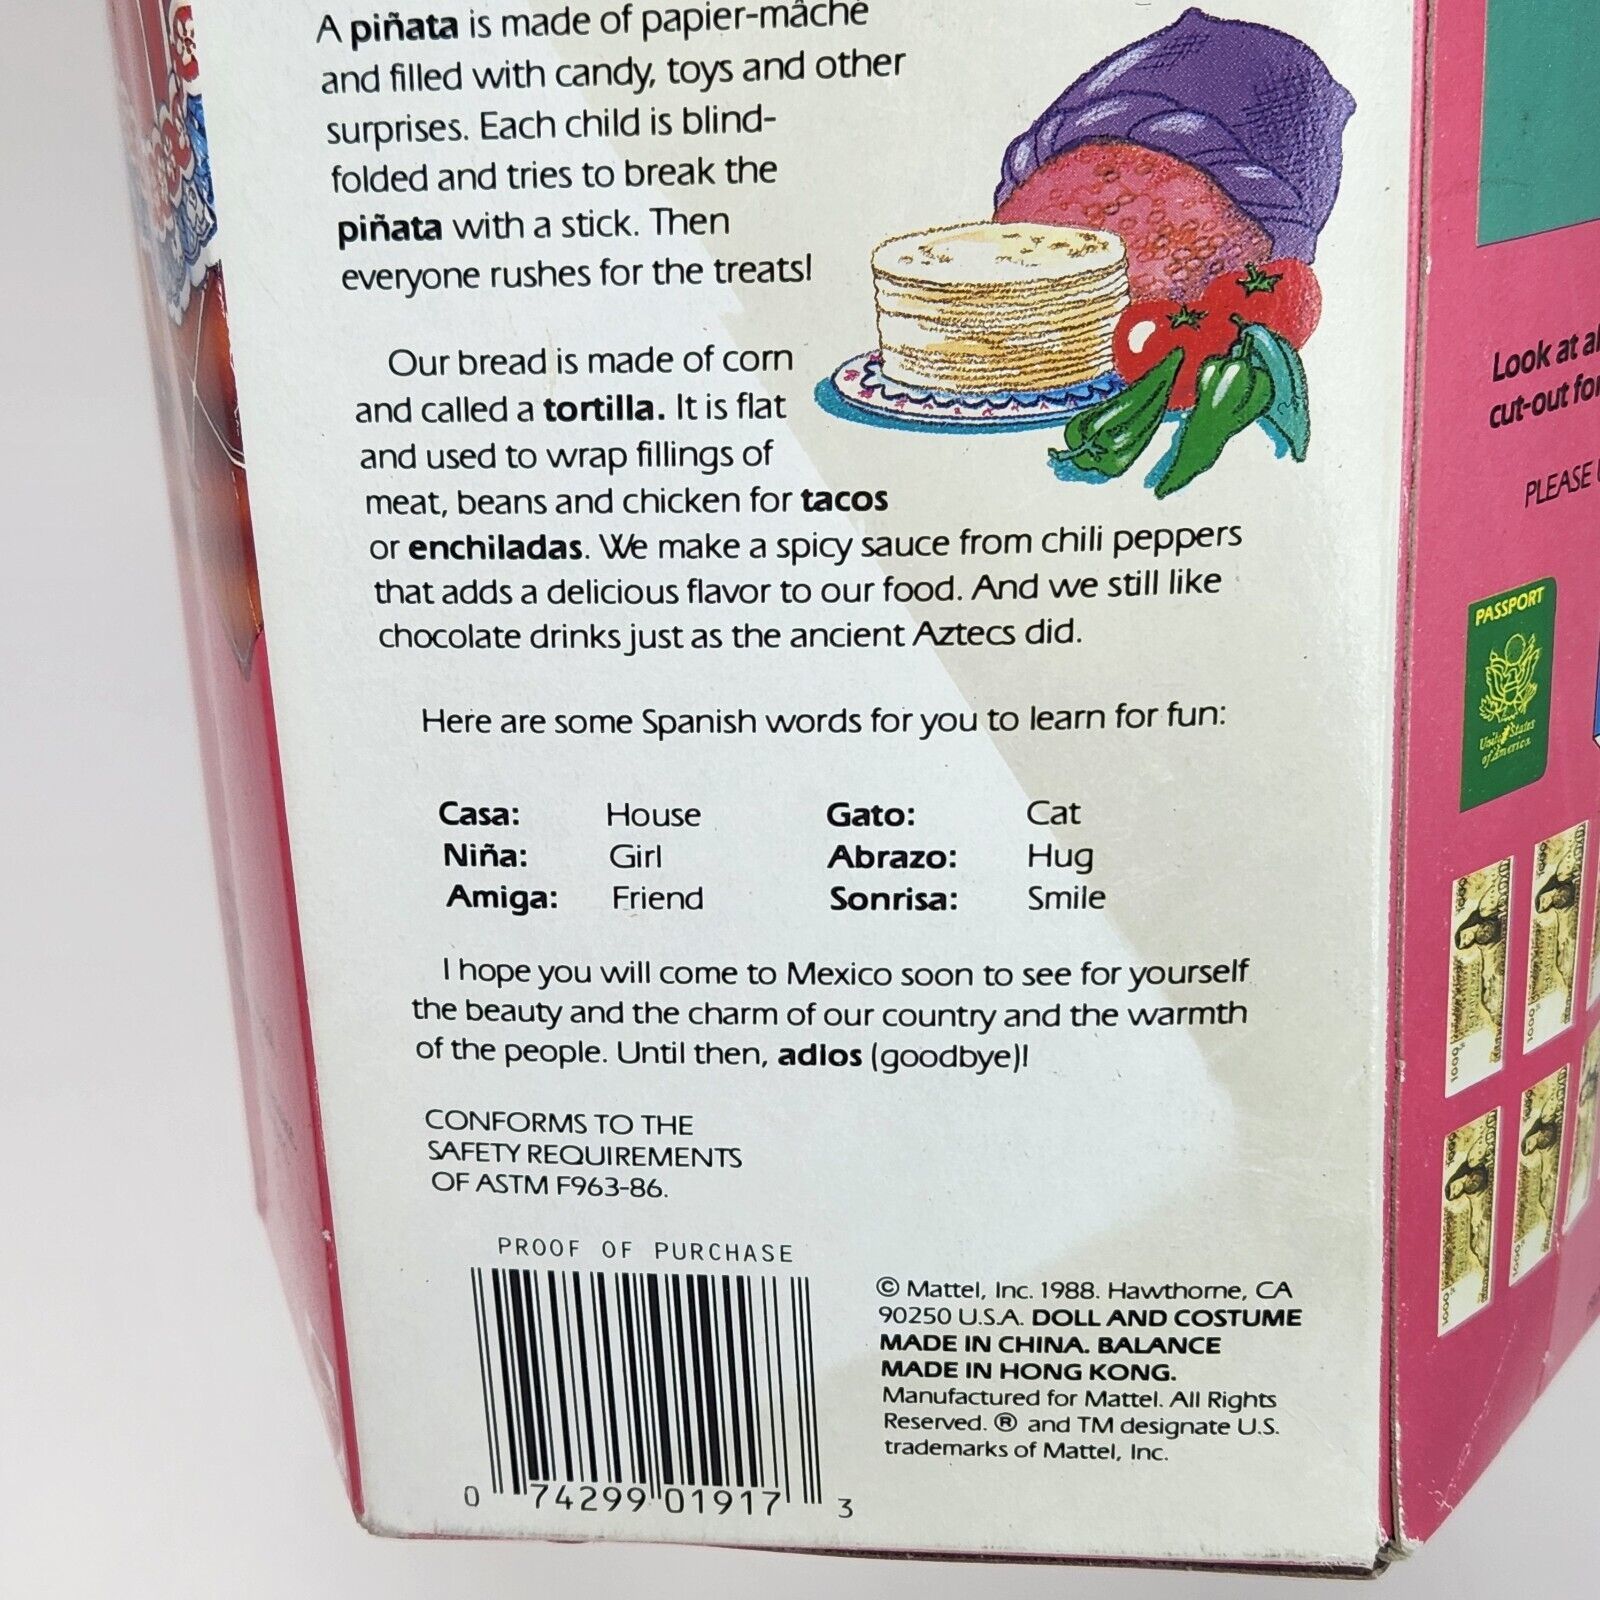 A piñata is made of papier-mâché
and filled with candy, toys and other
surprises. Each child is blind-
folded and tries to break the
piñata with a stick. Then
everyone rushes for the treats!
Our bread is made of corn
and called a tortilla. It is flat
and used to wrap fillings of
meat, beans and chicken for tacos
or enchiladas. We make a spicy sauce from chili peppers
that adds a delicious flavor to our food. And we still like
chocolate drinks just as the ancient Aztecs did.
Here are some Spanish words for you to learn for fun:
Casa: House Gato: Cat
Niña: Girl Abrazo: Hug
Amiga: Friend Sonrisa: Smile
I hope you will come to Mexico soon to see for yourself
the beauty and the charm of our country and the warmth
of the people. Until then, adios (goodbye)!
CONFORMS TO THE
SAFETY REQUIREMENTS
OF ASTM F963-86.
PROOF OF PURCHASE
0 74299 01917 3
© Mattel, Inc. 1988. Hawthorne, CA
90250 U.S.A. DOLL AND COSTUME
MADE IN CHINA. BALANCE
MADE IN HONG KONG.
Manufactured for Mattel. All Rights
Reserved. ® and TM designate U.S.
trademarks of Mattel, Inc.
Look at
cut-out
PLEASE
PASSPORT
United States
of America
1000
1000
1000
1000